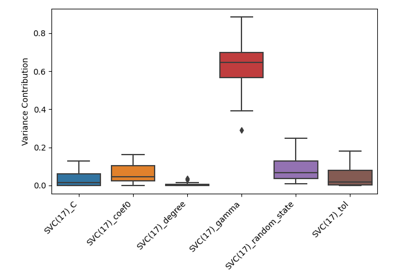 Variance Contribution
0.8
0.6
0.4
0.2
0.0
SVC(17)_C
SVC(17)_coef0
SVC(17)_degree
SVC(17)_gamma
SVC(17)_random_state
SVC(17)_tol